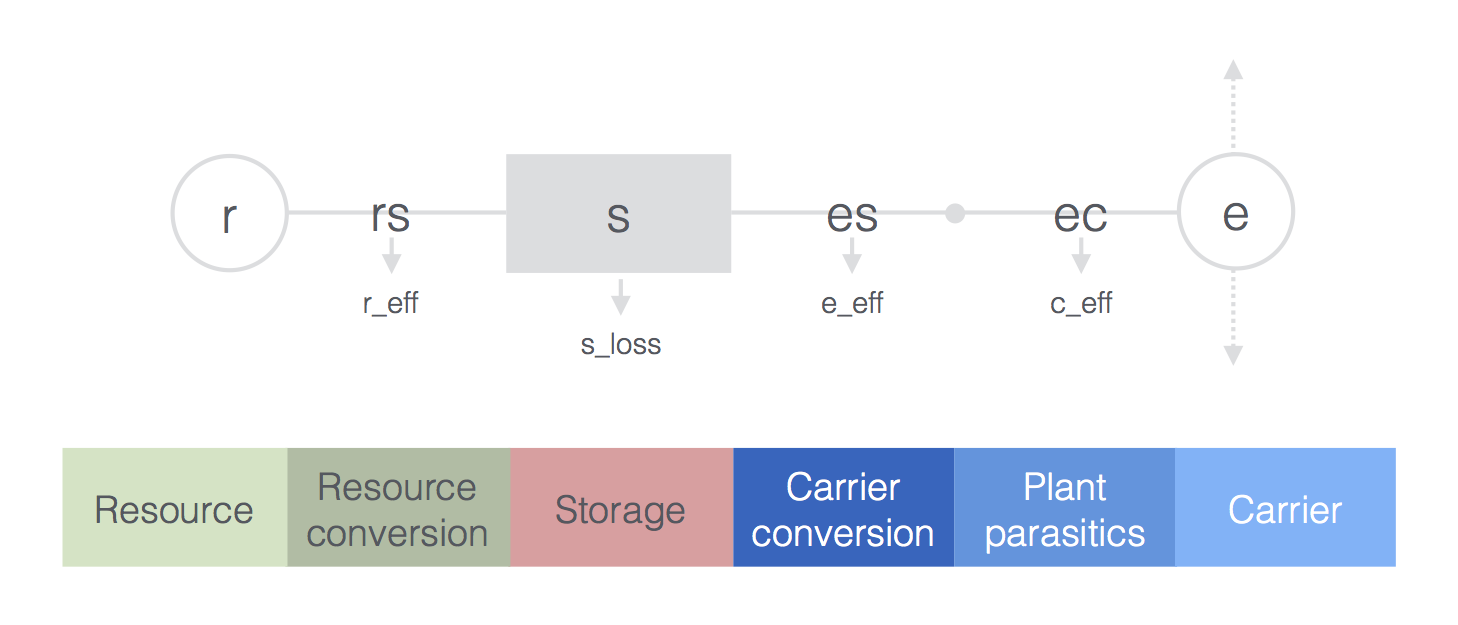 r
rs
s
es
ec
e
r_eff
e_eff
c_eff
s_loss
Resource
Resource
conversion
Storage
Carrier
conversion
Plant
parasitics
Carrier